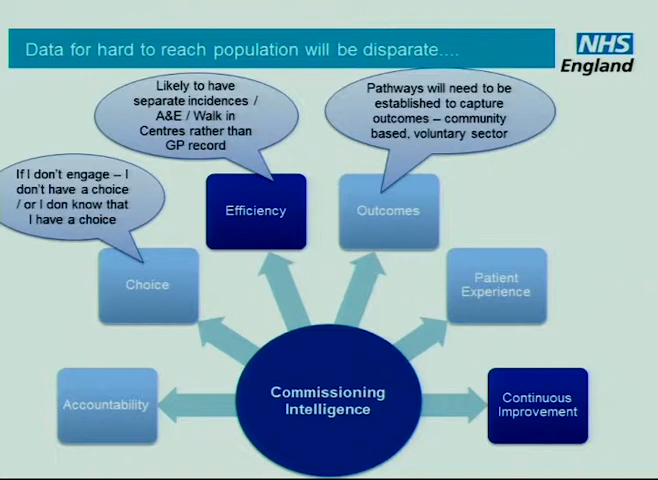 Data for hard to reach population will be disparate....
NHS
England
Likely to have
separate incidences /
A&E / Walk in
Centres rather than
GP record
Pathways will need to be
established to capture
outcomes – community
based, voluntary sector
If I don't engage – I
don't have a choice
/ or I don know that
I have a choice
Efficiency
Outcomes
Choice
Patient
Experience
Accountability
Commissioning
Intelligence
Continuous
Improvement